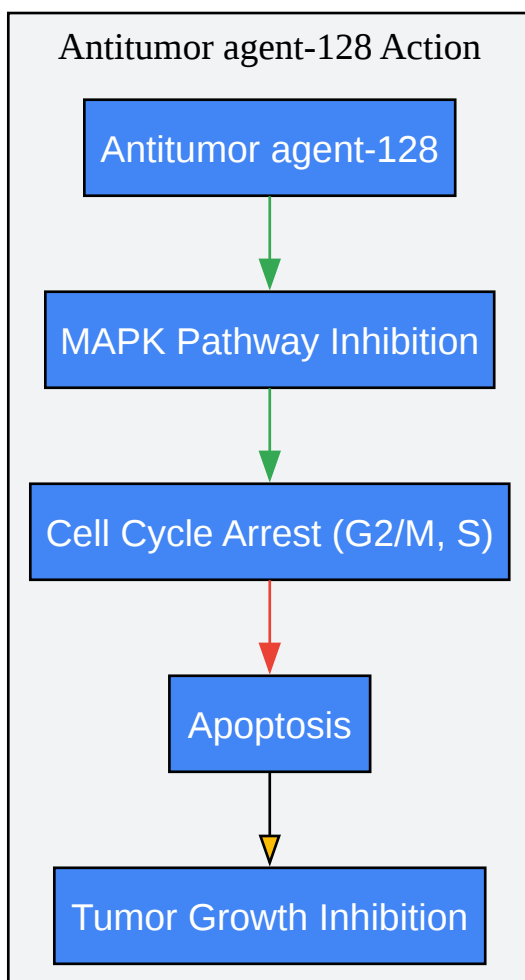 Antitumor agent-128 Action
Antitumor agent-128
MAPK Pathway Inhibition
Cell Cycle Arrest (G2/M, S)
Apoptosis
Tumor Growth Inhibition